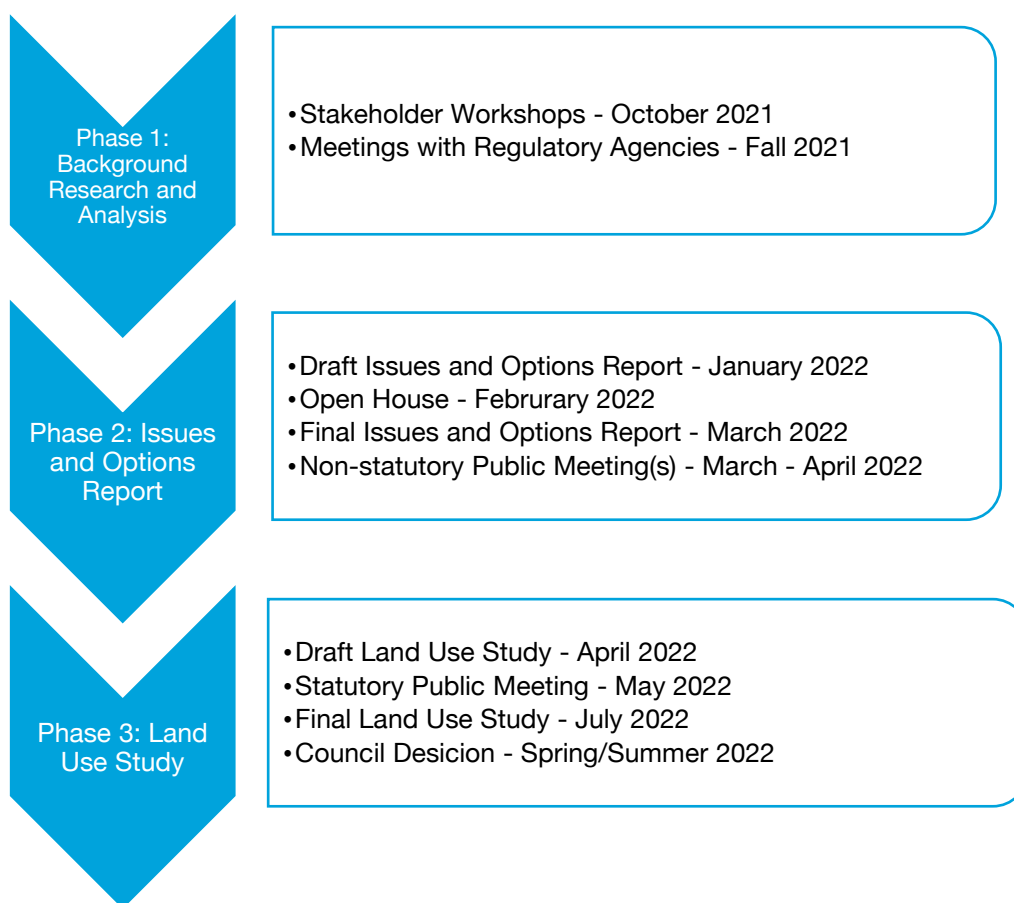 Phase 1:
Background
Research and
Analysis
•Stakeholder Workshops - October 2021
•Meetings with Regulatory Agencies - Fall 2021
Phase 2: Issues
and Options
Report
•Draft Issues and Options Report - January 2022
•Open House - Februrary 2022
•Final Issues and Options Report - March 2022
•Non-statutory Public Meeting(s) - March - April 2022
Phase 3: Land
Use Study
•Draft Land Use Study - April 2022
•Statutory Public Meeting - May 2022
•Final Land Use Study - July 2022
•Council Desicion - Spring/Summer 2022